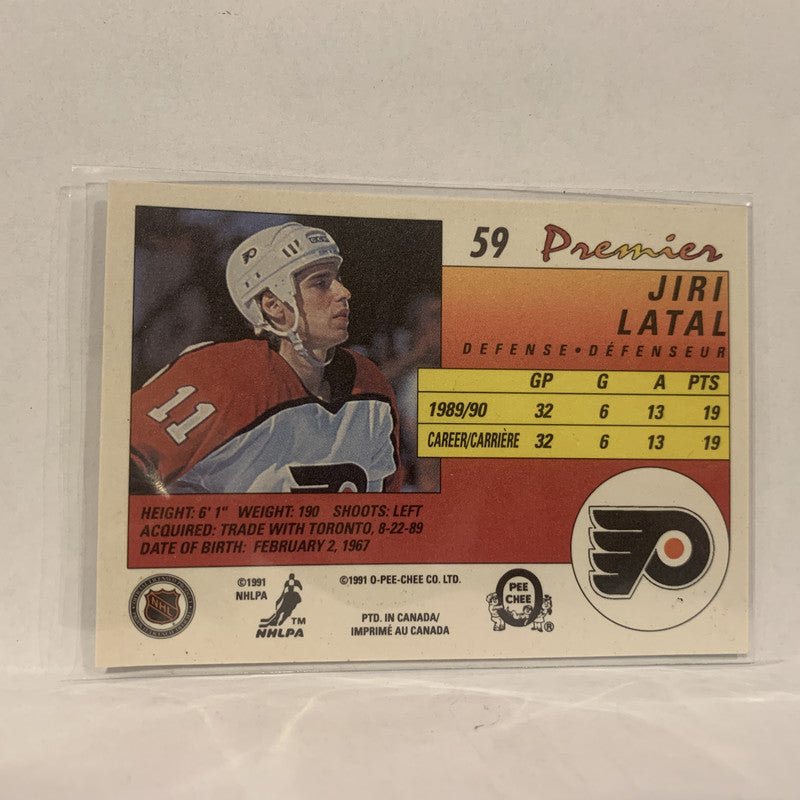 59 Premier
JIRI
LATAL
DEFENSE • DÉFENSEUR
GP G A PTS
1989/90 32 6 13 19
CAREER/CARRIÈRE 32 6 13 19
11
HEIGHT: 6' 1" WEIGHT: 190 SHOOTS: LEFT
ACQUIRED: TRADE WITH TORONTO, 8-22-89
DATE OF BIRTH: FEBRUARY 2, 1967
NHL
©1991
NHLPA
TM
NHLPA
©1991 O-PEE-CHEE CO. LTD.
PTD. IN CANADA/
IMPRIMÉ AU CANADA
O PEE CHEE
®